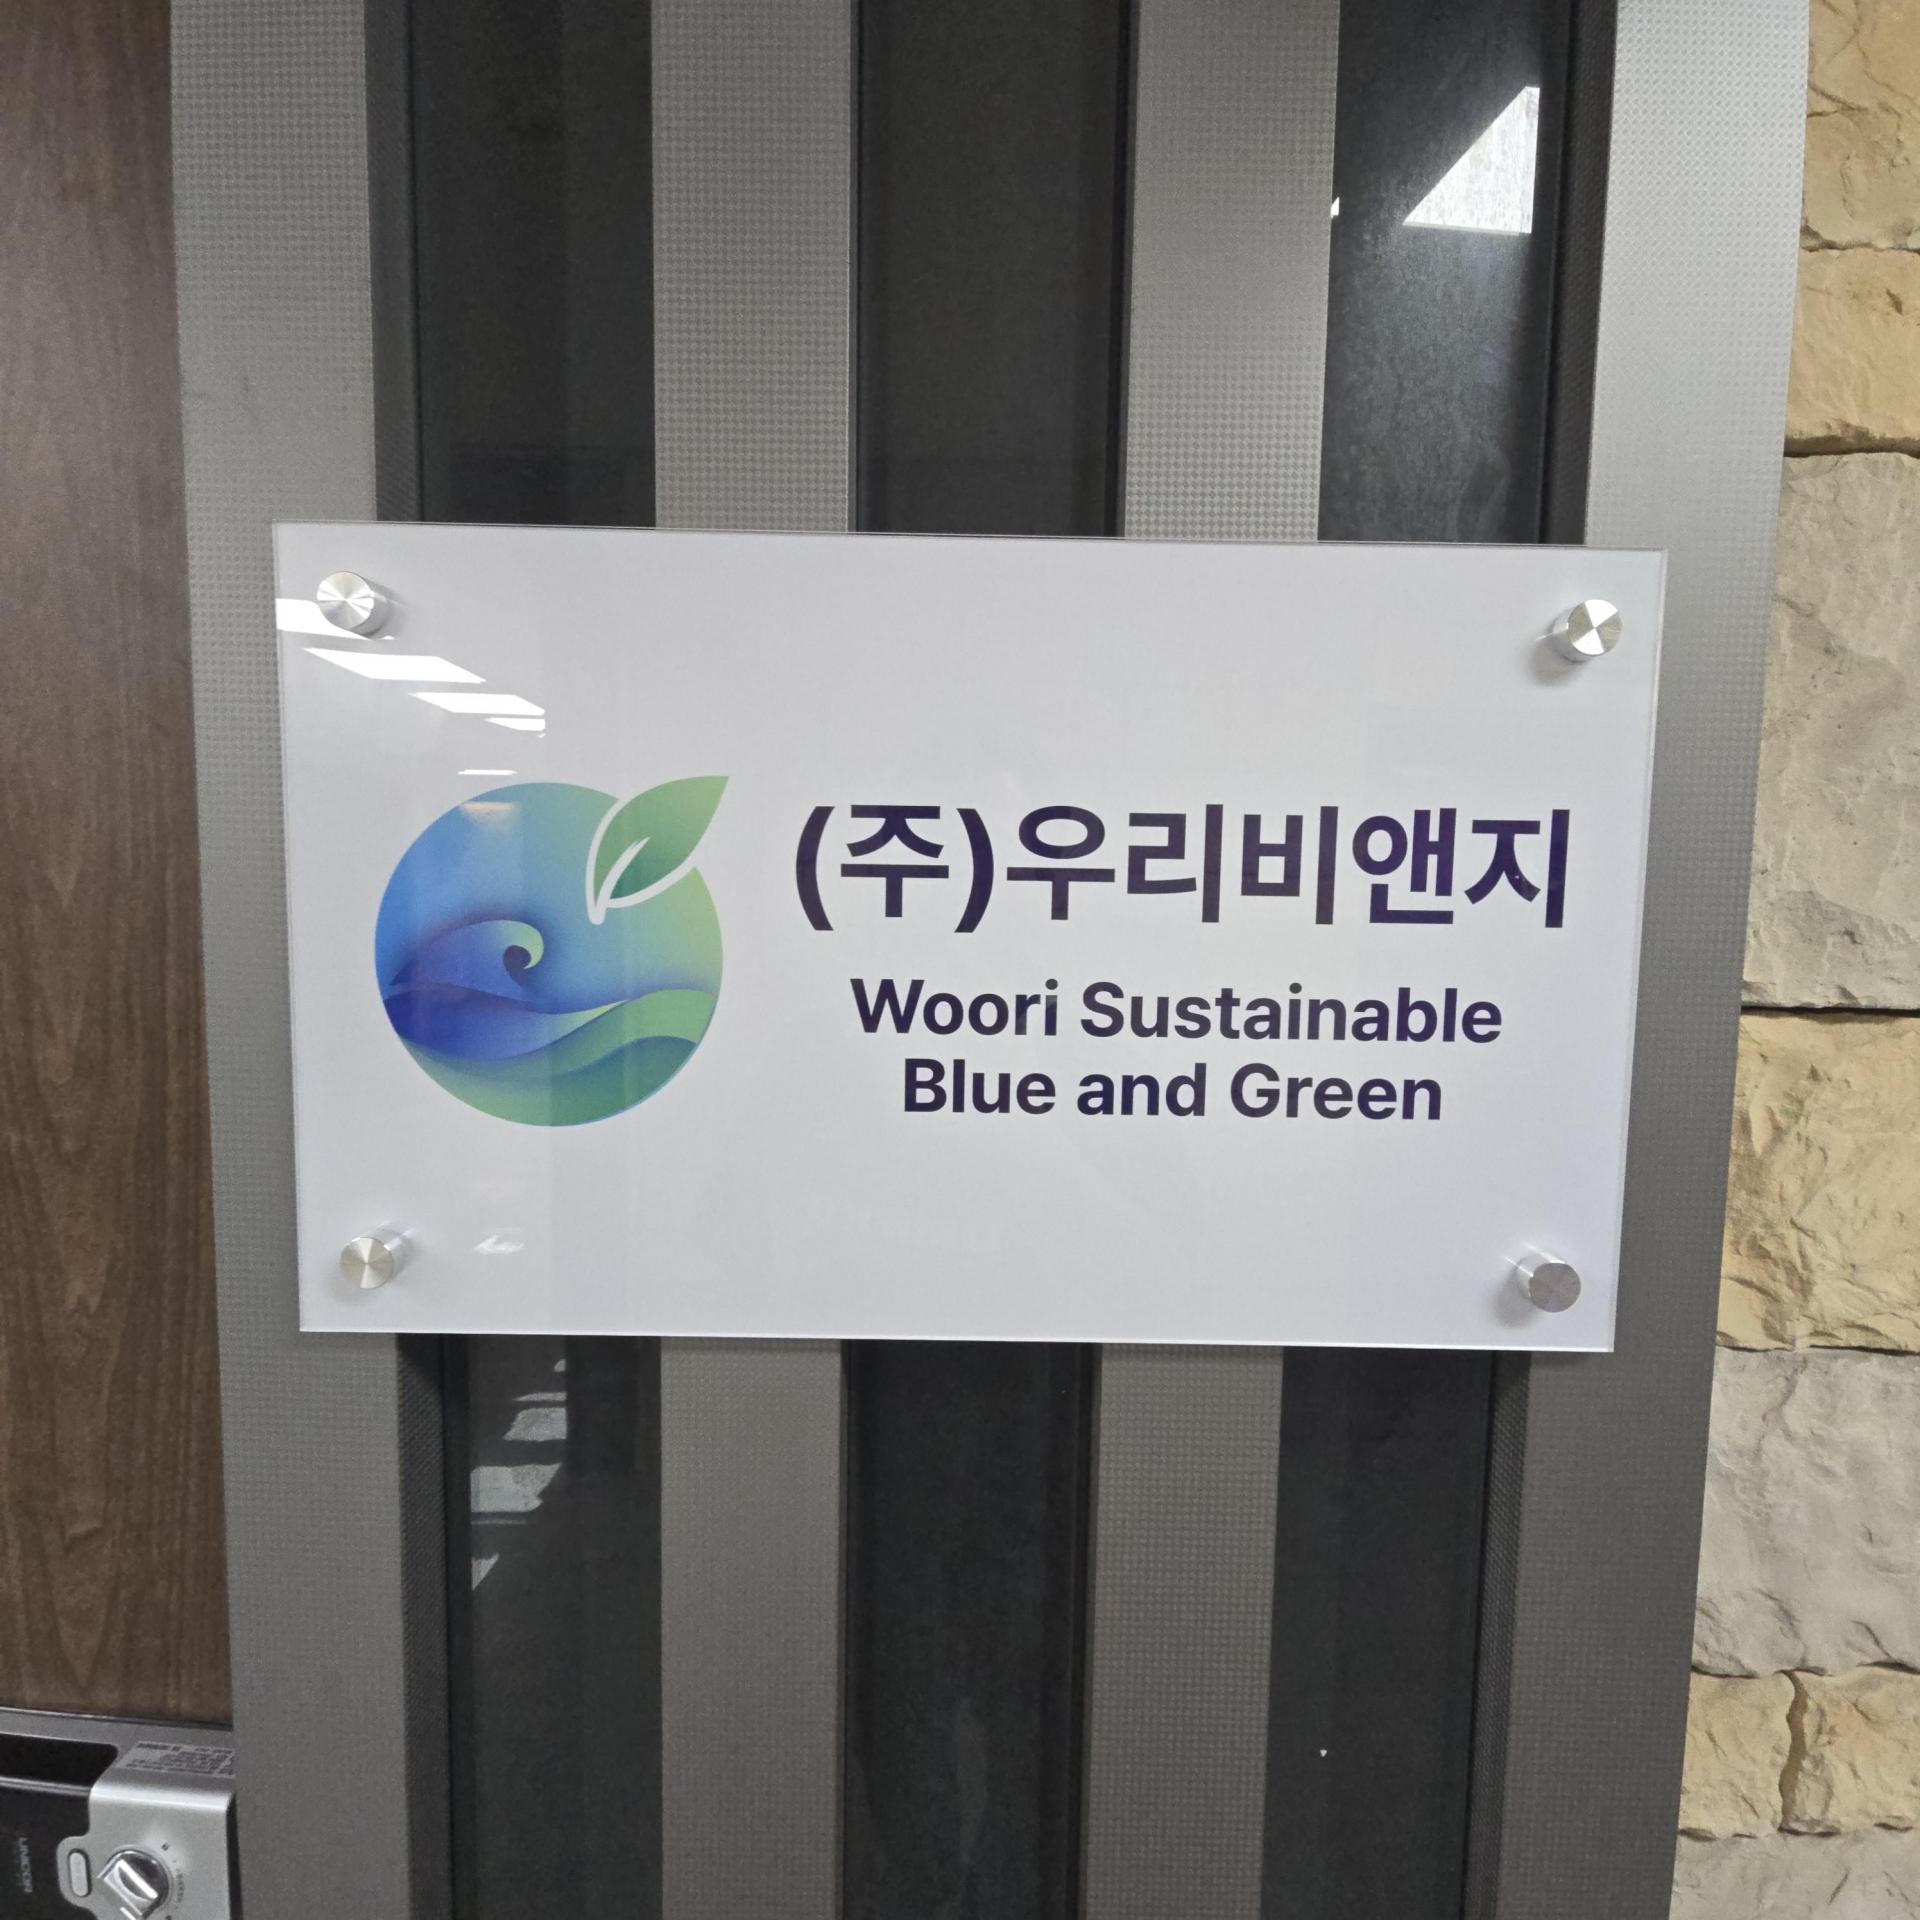 (주)우리비앤지
Woori Sustainable
Blue and Green